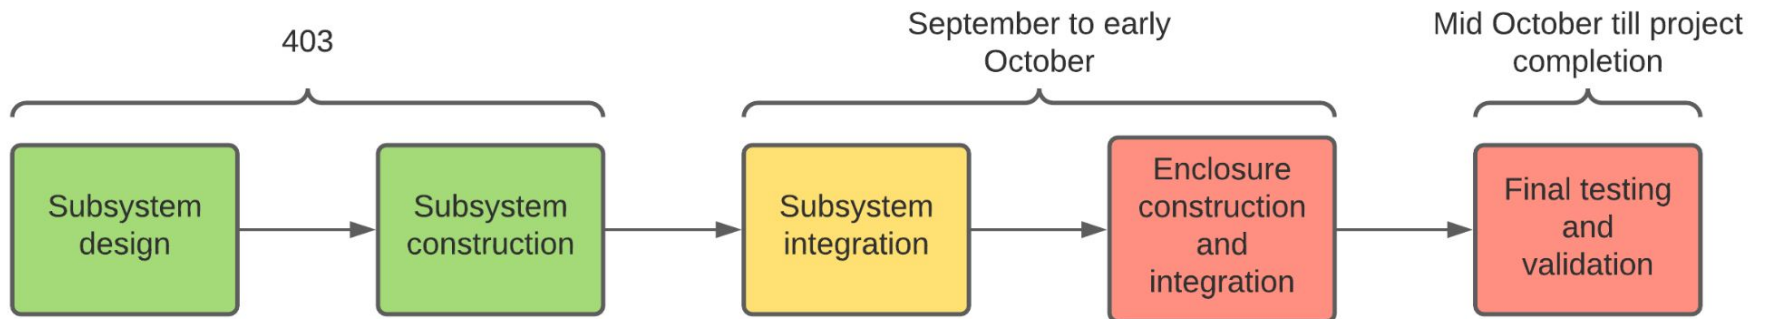 403
September to early
October
Mid October till project
completion
Subsystem
design
Subsystem
construction
Subsystem
integration
Enclosure
construction
and
integration
Final testing
and
validation